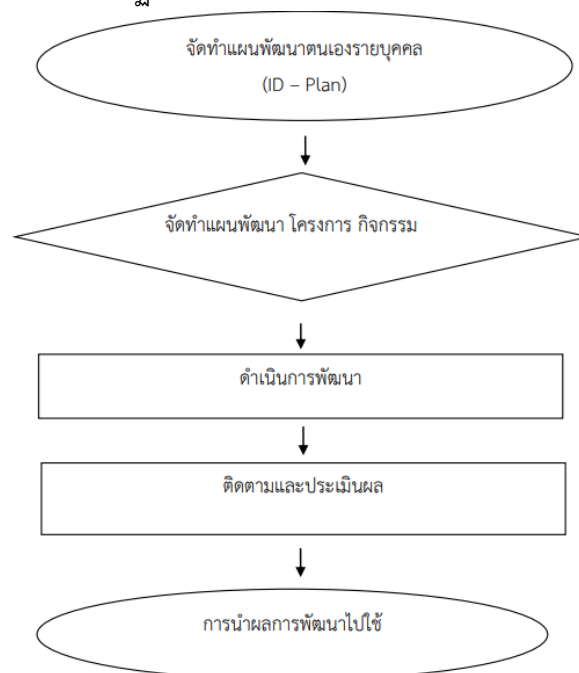 จัดทำแผนพัฒนาตนเองรายบุคคล
(ID – Plan)
จัดทำแผนพัฒนา โครงการ กิจกรรม
ดำเนินการพัฒนา
ติดตามและประเมินผล
การนำผลการพัฒนาไปใช้